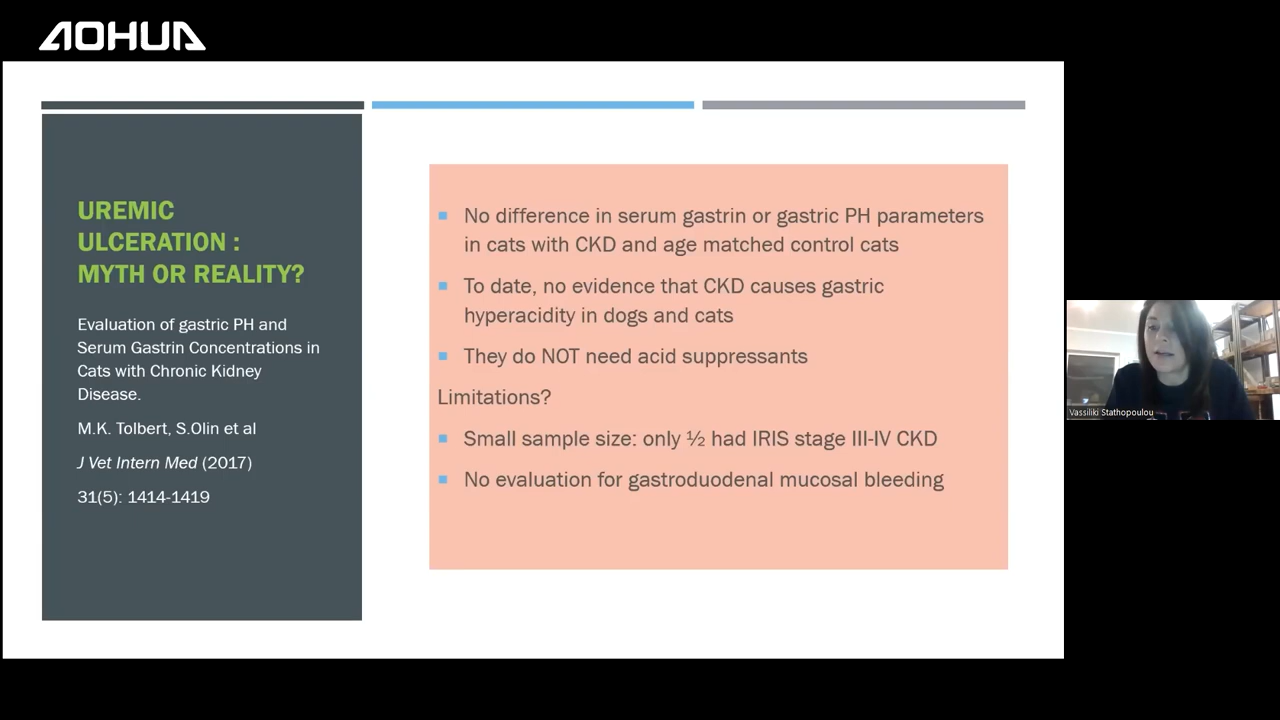 AOHUA
UREMIC
ULCERATION :
MYTH OR REALITY?
Evaluation of gastric PH and
Serum Gastrin Concentrations in
Cats with Chronic Kidney
Disease.
M.K. Tolbert, S.Olin et al
J Vet Intern Med (2017)
31(5): 1414-1419
No difference in serum gastrin or gastric PH parameters
in cats with CKD and age matched control cats
To date, no evidence that CKD causes gastric
hyperacidity in dogs and cats
They do NOT need acid suppressants
Limitations?
Small sample size: only ½ had IRIS stage III-IV CKD
No evaluation for gastroduodenal mucosal bleeding
Vassiliki Stathopoulou